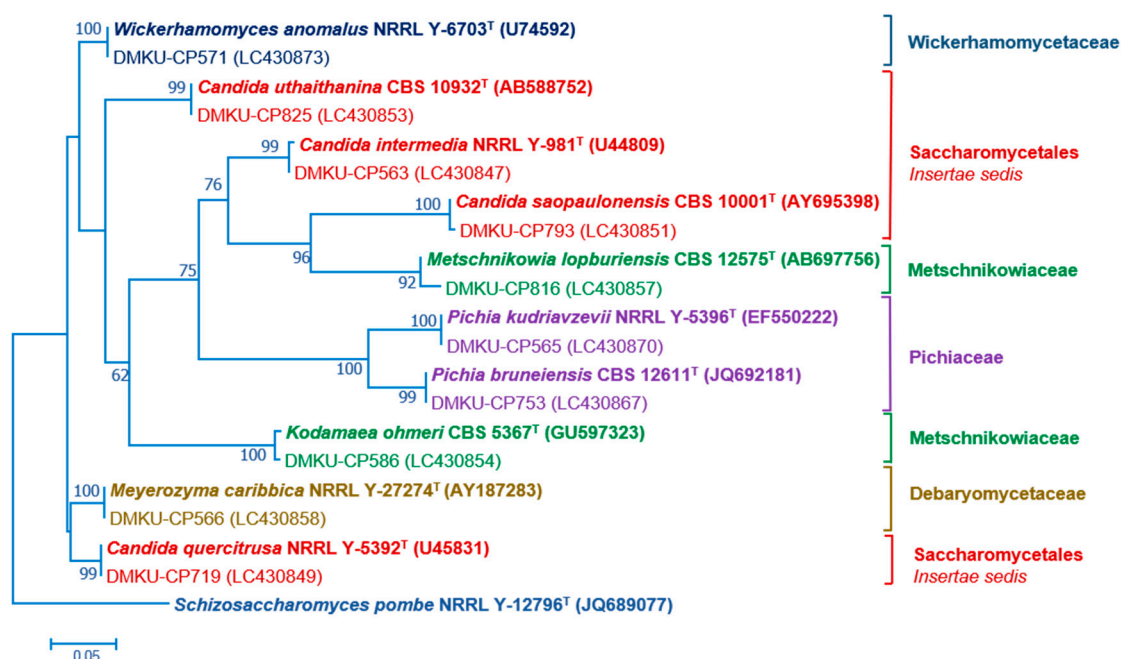 100
Wickerhamomyces anomalus NRRL Y-6703ᵀ (U74592)
DMKU-CP571 (LC430873)
Wickerhamomycetaceae
99
Candida uthaithanina CBS 10932ᵀ (AB588752)
DMKU-CP825 (LC430853)
99
Candida intermedia NRRL Y-981ᵀ (U44809)
DMKU-CP563 (LC430847)
Saccharomycetales
Insertae sedis
76
100
Candida saopaulonensis CBS 10001ᵀ (AY695398)
DMKU-CP793 (LC430851)
96
75
Metschnikowia lopburiensis CBS 12575ᵀ (AB697756)
92
DMKU-CP816 (LC430857)
Metschnikowiaceae
100
Pichia kudriavzevii NRRL Y-5396ᵀ (EF550222)
DMKU-CP565 (LC430870)
Pichiaceae
100
62
Pichia bruneiensis CBS 12611ᵀ (JQ692181)
99
DMKU-CP753 (LC430867)
Kodamaea ohmeri CBS 5367ᵀ (GU597323)
100
DMKU-CP586 (LC430854)
Metschnikowiaceae
100
Meyerozyma caribbica NRRL Y-27274ᵀ (AY187283)
DMKU-CP566 (LC430858)
Debaryomycetaceae
Candida quercitrusa NRRL Y-5392ᵀ (U45831)
99
DMKU-CP719 (LC430849)
Saccharomycetales
Insertae sedis
Schizosaccharomyces pombe NRRL Y-12796ᵀ (JQ689077)
0.05